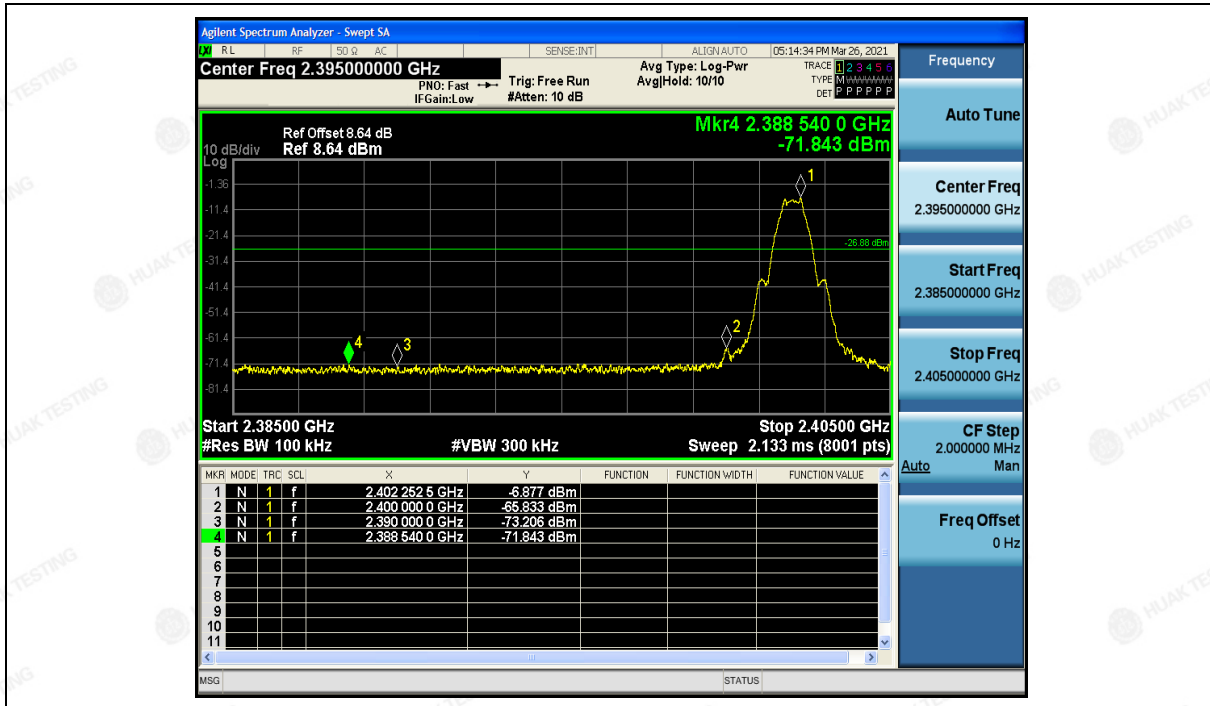 Agilent Spectrum Analyzer - Swept SA
LXI RL RF 50 Ω AC SENSE:INT ALIGN AUTO 05:14:34 PM Mar 26, 2021
Center Freq 2.395000000 GHz
PNO: Fast
IFGain:Low
Trig: Free Run
#Atten: 10 dB
Avg Type: Log-Pwr
Avg|Hold: 10/10
TRACE 1 2 3 4 5 6
TYPE
DET P P P P P P
Mkr4 2.388 540 0 GHz
-71.843 dBm
Ref Offset 8.64 dB
10 dB/div Ref 8.64 dBm
Log
-1.36
-11.4
-21.4
-31.4
-41.4
-51.4
-61.4
-71.4
-81.4
-26.88 dBm
1
2
3
4
Start 2.38500 GHz Stop 2.40500 GHz
#Res BW 100 kHz #VBW 300 kHz Sweep 2.133 ms (8001 pts)
MKR MODE TRC SCL X Y FUNCTION FUNCTION WIDTH FUNCTION VALUE
1 N 1 f 2.402 252 5 GHz -6.877 dBm
2 N 1 f 2.400 000 0 GHz -65.833 dBm
3 N 1 f 2.390 000 0 GHz -73.206 dBm
4 N 1 f 2.388 540 0 GHz -71.843 dBm
5
6
7
8
9
10
11
MSG STATUS
Frequency
Auto Tune
Center Freq
2.395000000 GHz
Start Freq
2.385000000 GHz
Stop Freq
2.405000000 GHz
CF Step
2.000000 MHz
Auto Man
Freq Offset
0 Hz
HUAK TESTING